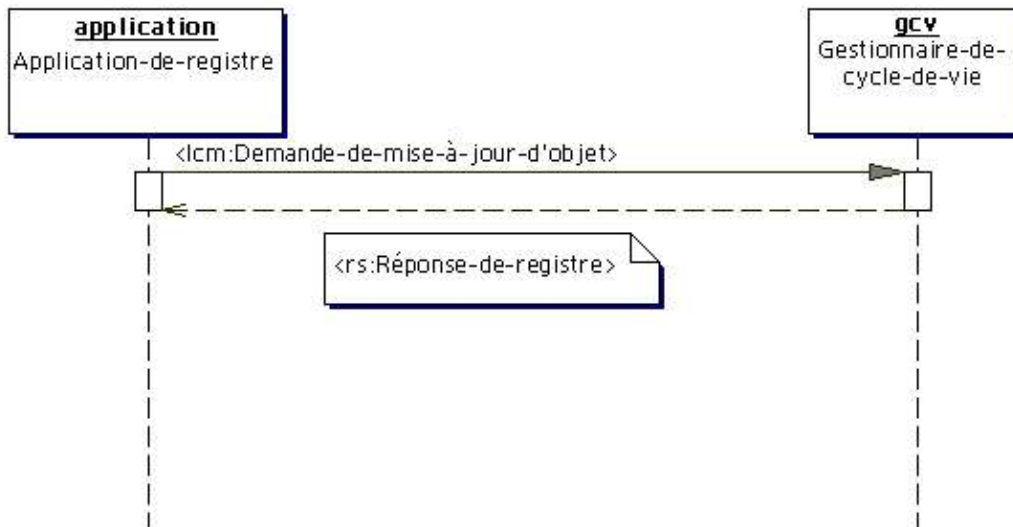 application
Application-de-registre
gcv
Gestionnaire-de-
cycle-de-vie
<lcm:Demande-de-mise-à-jour-d'objet>
<rs:Réponse-de-registre>